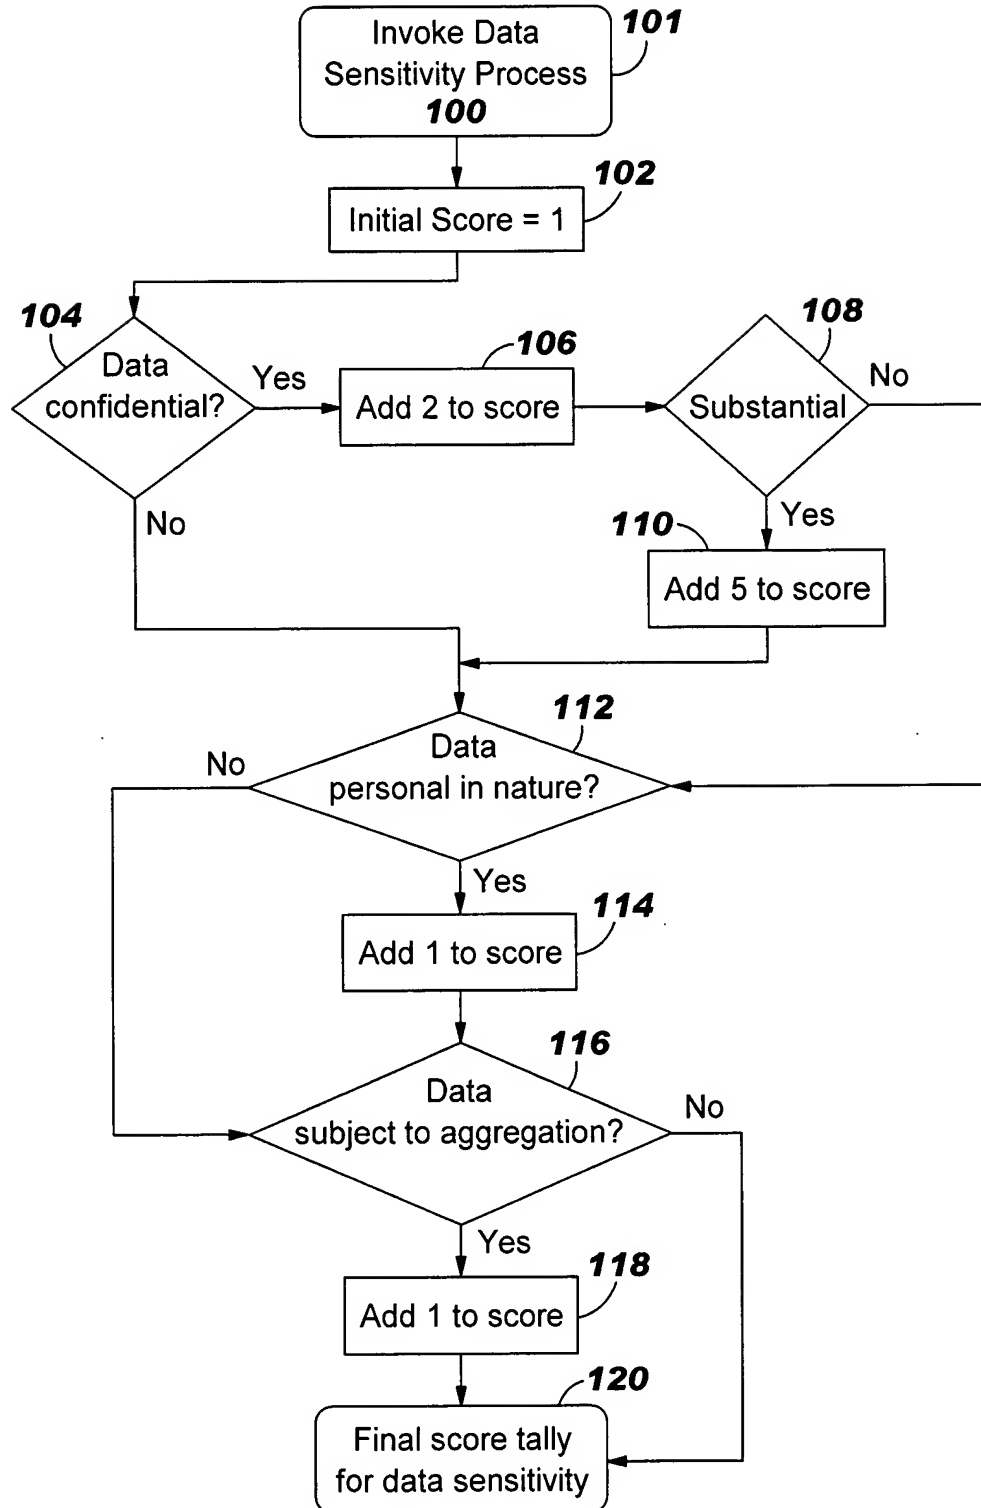 Invoke Data
Sensitivity Process
100
101
102
Initial Score = 1
104
Data
confidential?
Yes
106
Add 2 to score
108
Substantial
No
No
Yes
110
Add 5 to score
112
Data
personal in nature?
No
Yes
114
Add 1 to score
116
Data
subject to aggregation?
No
Yes
118
Add 1 to score
120
Final score tally
for data sensitivity